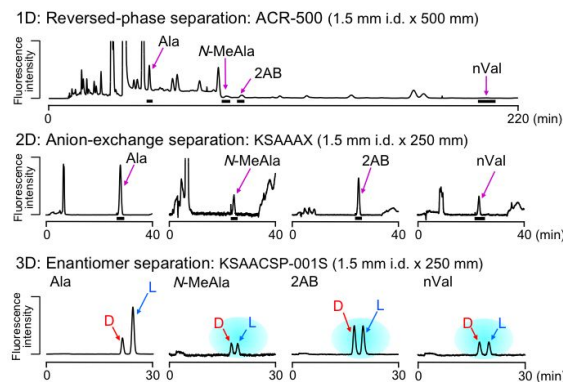 1D: Reversed-phase separation: ACR-500 (1.5 mm i.d. x 500 mm)
Fluorescence
intensity
Ala
N-MeAla
2AB
nVal
0
220 (min)
2D: Anion-exchange separation: KSAAAX (1.5 mm i.d. x 250 mm)
Fluorescence
intensity
Ala
N-MeAla
2AB
nVal
0 40 0 40 0 40 0 40
(min)
3D: Enantiomer separation: KSAACSP-001S (1.5 mm i.d. x 250 mm)
Fluorescence
intensity
Ala N-MeAla 2AB nVal
D L D L D L D L
0 30 0 30 0 30 0 30
(min)